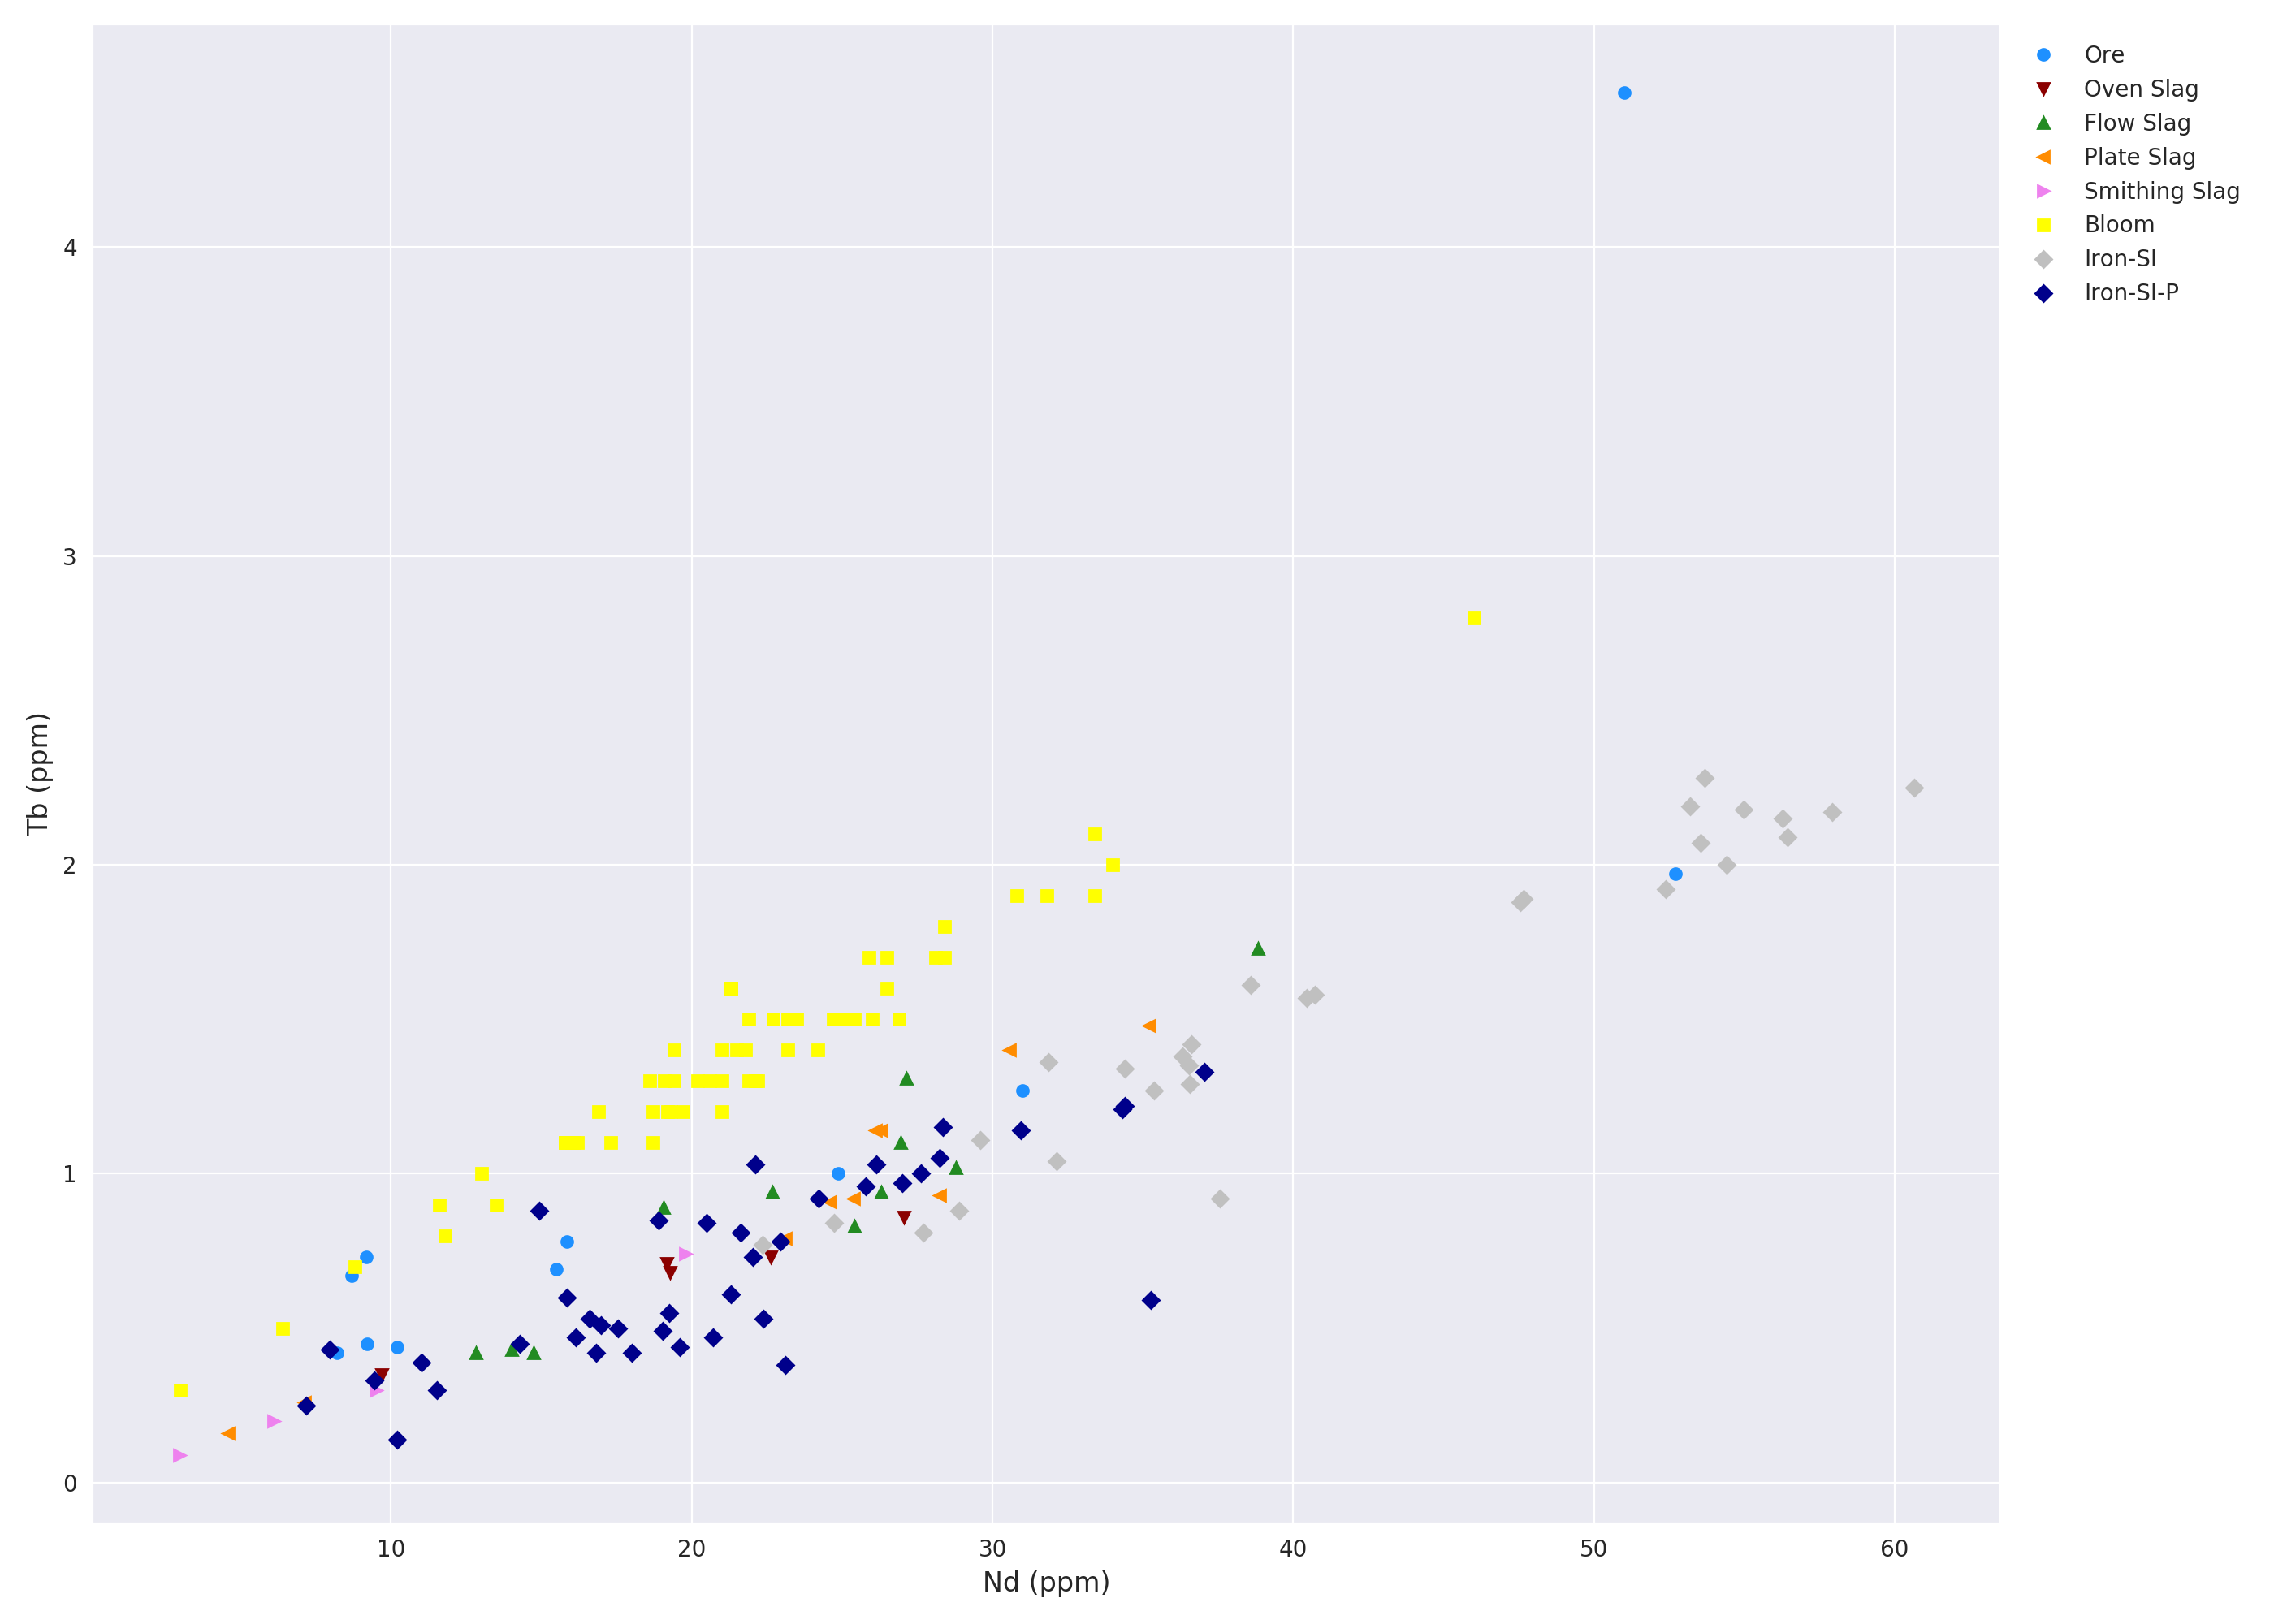 Ore
Oven Slag
Flow Slag
Plate Slag
Smithing Slag
Bloom
Iron-SI
Iron-SI-P
4
3
2
1
0
Tb (ppm)
10 20 30 40 50 60
Nd (ppm)